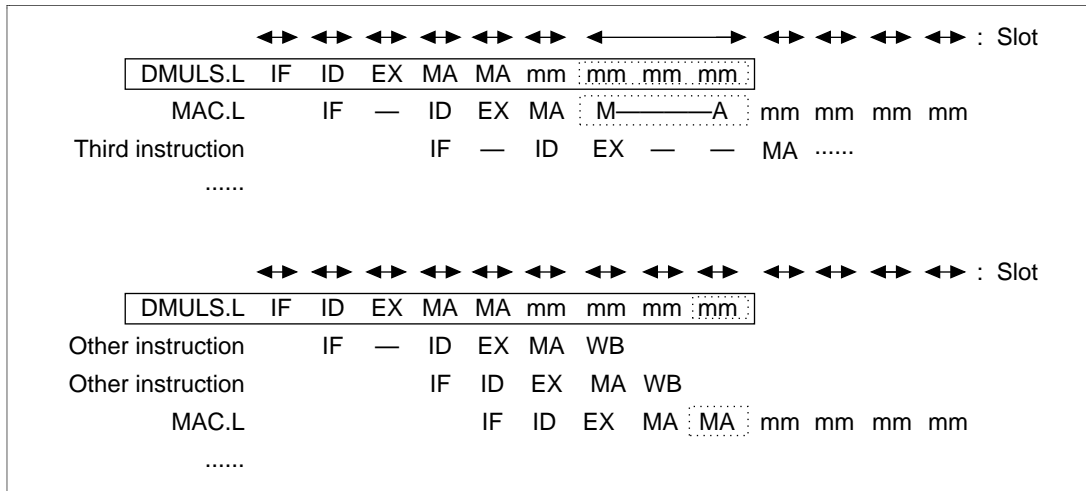 : Slot
DMULS.L IF ID EX MA MA mm mm mm mm
MAC.L IF — ID EX MA M———A mm mm mm mm
Third instruction IF — ID EX — — MA ......
......
: Slot
DMULS.L IF ID EX MA MA mm mm mm mm
Other instruction IF — ID EX MA WB
Other instruction IF ID EX MA WB
MAC.L IF ID EX MA MA mm mm mm mm
......